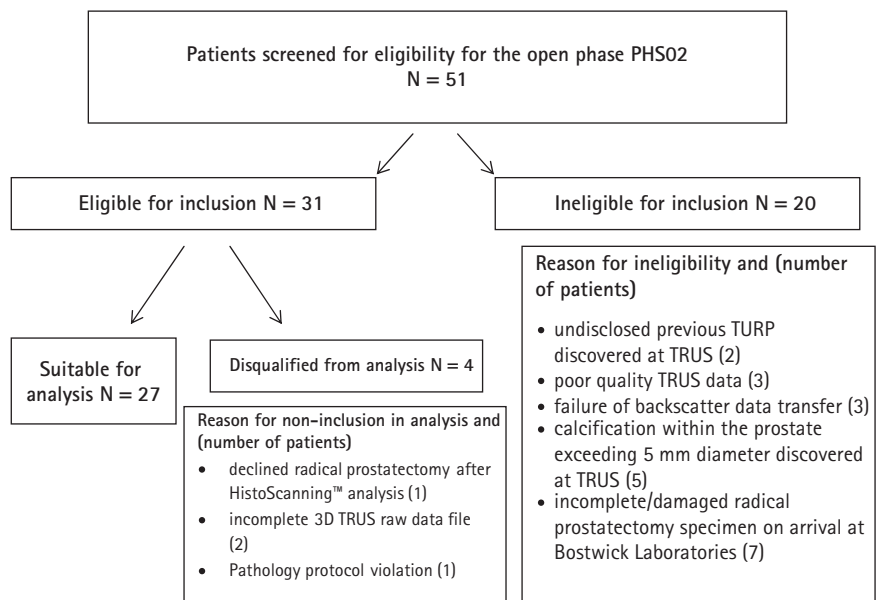 Patients screened for eligibility for the open phase PHS02
N = 51
Eligible for inclusion N = 31
Ineligible for inclusion N = 20
Suitable for
analysis N = 27
Disqualified from analysis N = 4
Reason for non-inclusion in analysis and
(number of patients)
• declined radical prostatectomy after
HistoScanning™ analysis (1)
• incomplete 3D TRUS raw data file
(2)
• Pathology protocol violation (1)
Reason for ineligibility and (number
of patients)
• undisclosed previous TURP
discovered at TRUS (2)
• poor quality TRUS data (3)
• failure of backscatter data transfer (3)
• calcification within the prostate
exceeding 5 mm diameter discovered
at TRUS (5)
• incomplete/damaged radical
prostatectomy specimen on arrival at
Bostwick Laboratories (7)